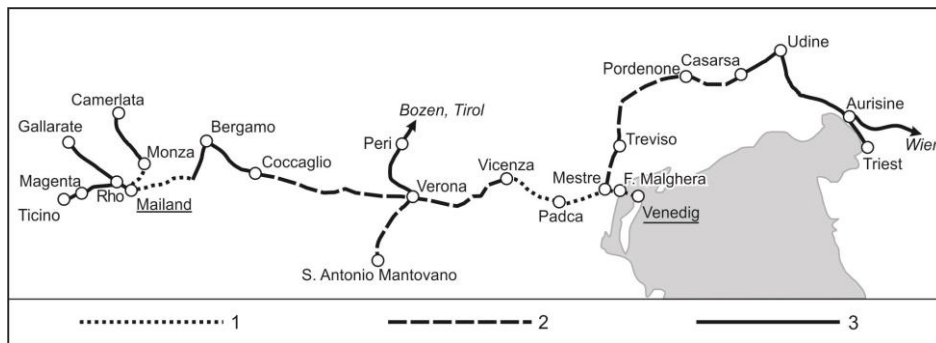 Udine
Casarsa
Pordenone
Camerlata
Bozen, Tirol
Aurisine
Gallarate
Bergamo
Peri
Treviso
Wien
Monza
Coccaglio
Vicenza
Triest
Magenta
Verona
Mestre
F. Malghera
Rho
Mailand
Padca
Venedig
Ticino
S. Antonio Mantovano
1
2
3